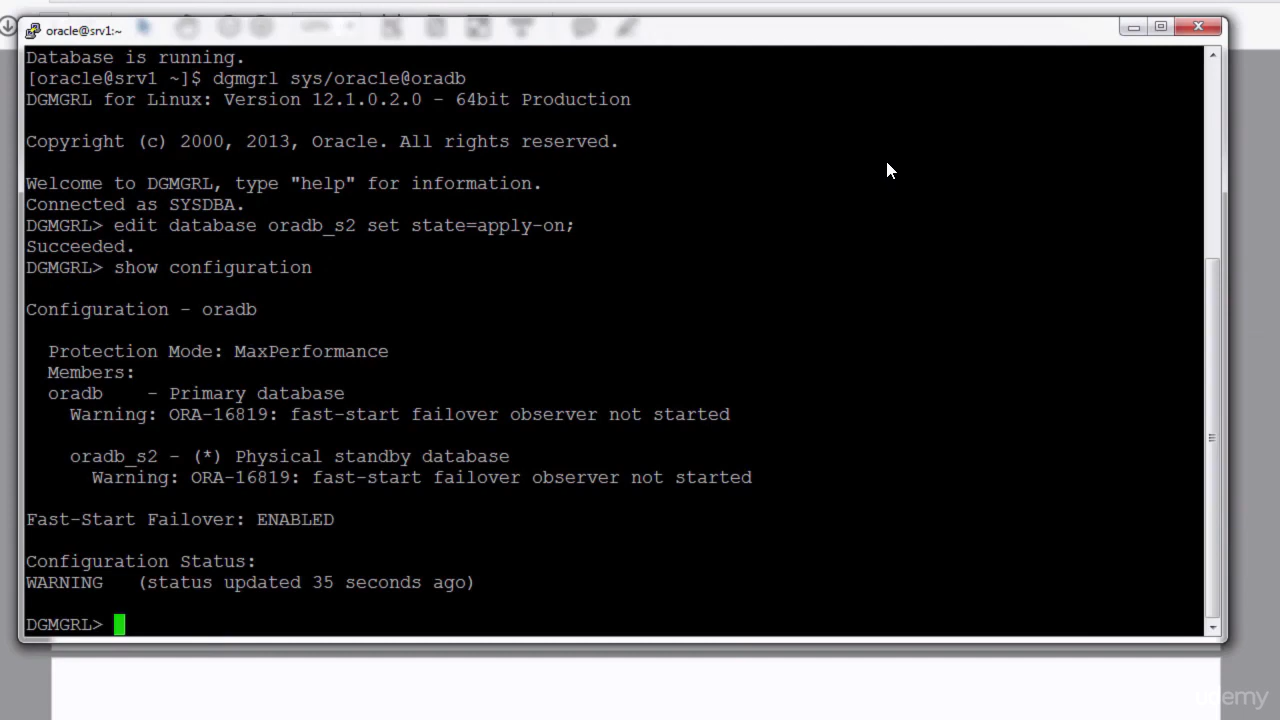 oracle@srv1:~
Database is running.
[oracle@srv1 ~]$ dgmgrl sys/oracle@oradb
DGMGRL for Linux: Version 12.1.0.2.0 - 64bit Production
Copyright (c) 2000, 2013, Oracle. All rights reserved.
Welcome to DGMGRL, type "help" for information.
Connected as SYSDBA.
DGMGRL> edit database oradb_s2 set state=apply-on;
Succeeded.
DGMGRL> show configuration
Configuration - oradb
Protection Mode: MaxPerformance
Members:
oradb - Primary database
Warning: ORA-16819: fast-start failover observer not started
oradb_s2 - (*) Physical standby database
Warning: ORA-16819: fast-start failover observer not started
Fast-Start Failover: ENABLED
Configuration Status:
WARNING (status updated 35 seconds ago)
DGMGRL>
udemy